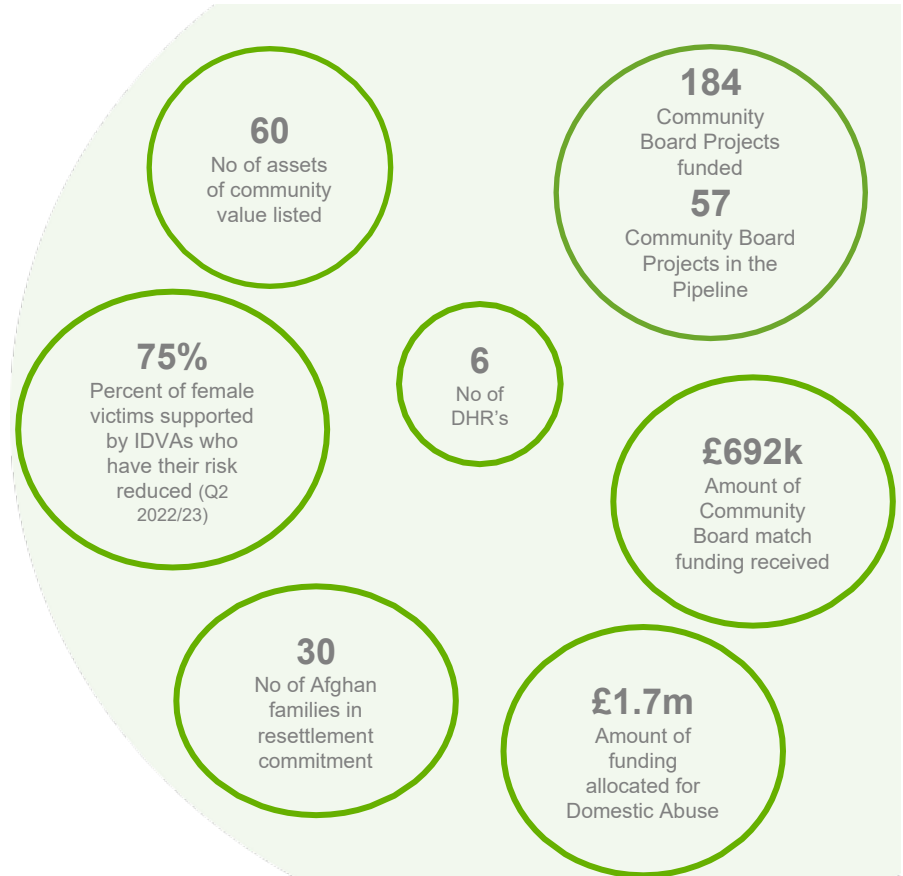 60
No of assets
of community
value listed
184
Community
Board Projects
funded
57
Community Board
Projects in the
Pipeline
75%
Percent of female
victims supported
by IDVAs who
have their risk
reduced (Q2
2022/23)
6
No of
DHR’s
£692k
Amount of
Community
Board match
funding received
30
No of Afghan
families in
resettlement
commitment
£1.7m
Amount of
funding
allocated for
Domestic Abuse